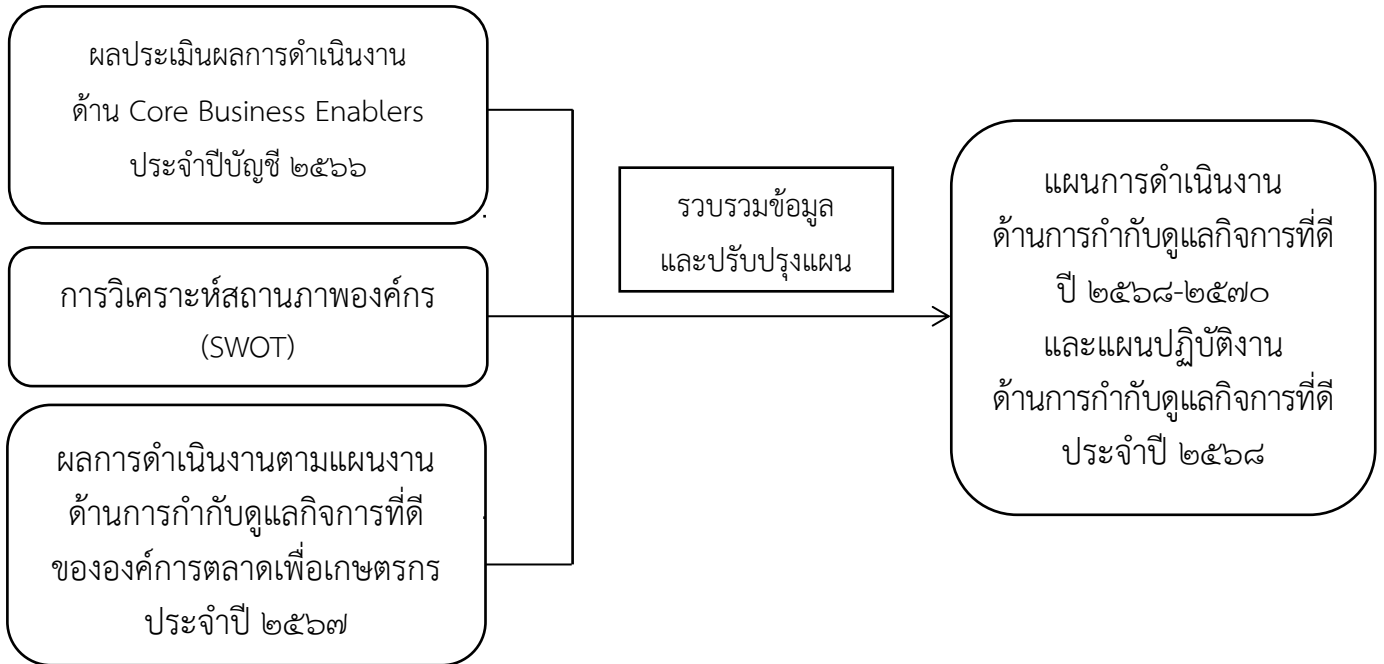 ผลประเมินผลการดำเนินงาน
ด้าน Core Business Enablers
ประจำปีบัญชี ๒๕๖๖
การวิเคราะห์สถานภาพองค์กร
(SWOT)
ผลการดำเนินงานตามแผนงาน
ด้านการกำกับดูแลกิจการที่ดี
ขององค์การตลาดเพื่อเกษตรกร
ประจำปี ๒๕๖๗
รวบรวมข้อมูล
และปรับปรุงแผน
แผนการดำเนินงาน
ด้านการกำกับดูแลกิจการที่ดี
ปี ๒๕๖๘-๒๕๗๐
และแผนปฏิบัติงาน
ด้านการกำกับดูแลกิจการที่ดี
ประจำปี ๒๕๖๘